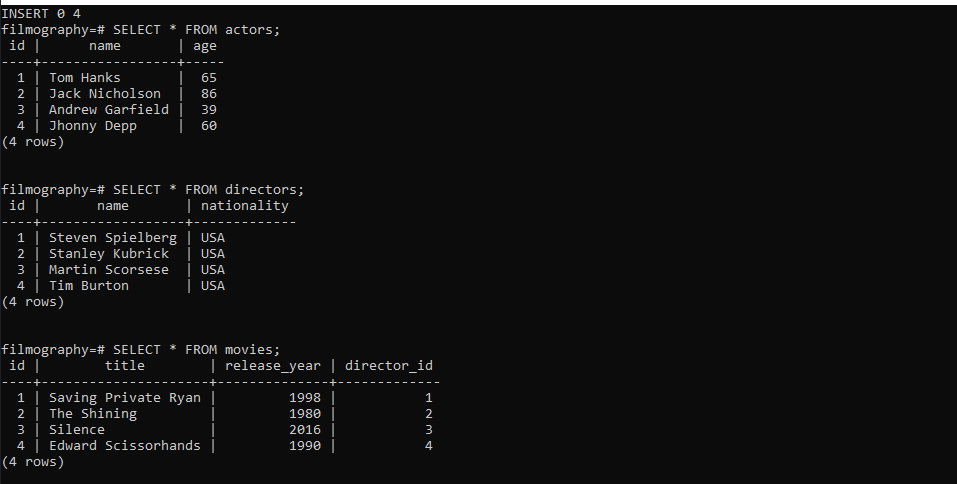 INSERT 0 4
filmography=# SELECT * FROM actors;
 id |      name       | age
----+-----------------+-----
  1 | Tom Hanks       |  65
  2 | Jack Nicholson  |  86
  3 | Andrew Garfield |  39
  4 | Jhonny Depp     |  60
(4 rows)
filmography=# SELECT * FROM directors;
 id |       name       | nationality
----+------------------+-------------
  1 | Steven Spielberg | USA
  2 | Stanley Kubrick  | USA
  3 | Martin Scorsese  | USA
  4 | Tim Burton       | USA
(4 rows)
filmography=# SELECT * FROM movies;
 id |        title        | release_year | director_id
----+---------------------+--------------+-------------
  1 | Saving Private Ryan |         1998 |           1
  2 | The Shining         |         1980 |           2
  3 | Silence             |         2016 |           3
  4 | Edward Scissorhands |         1990 |           4
(4 rows)